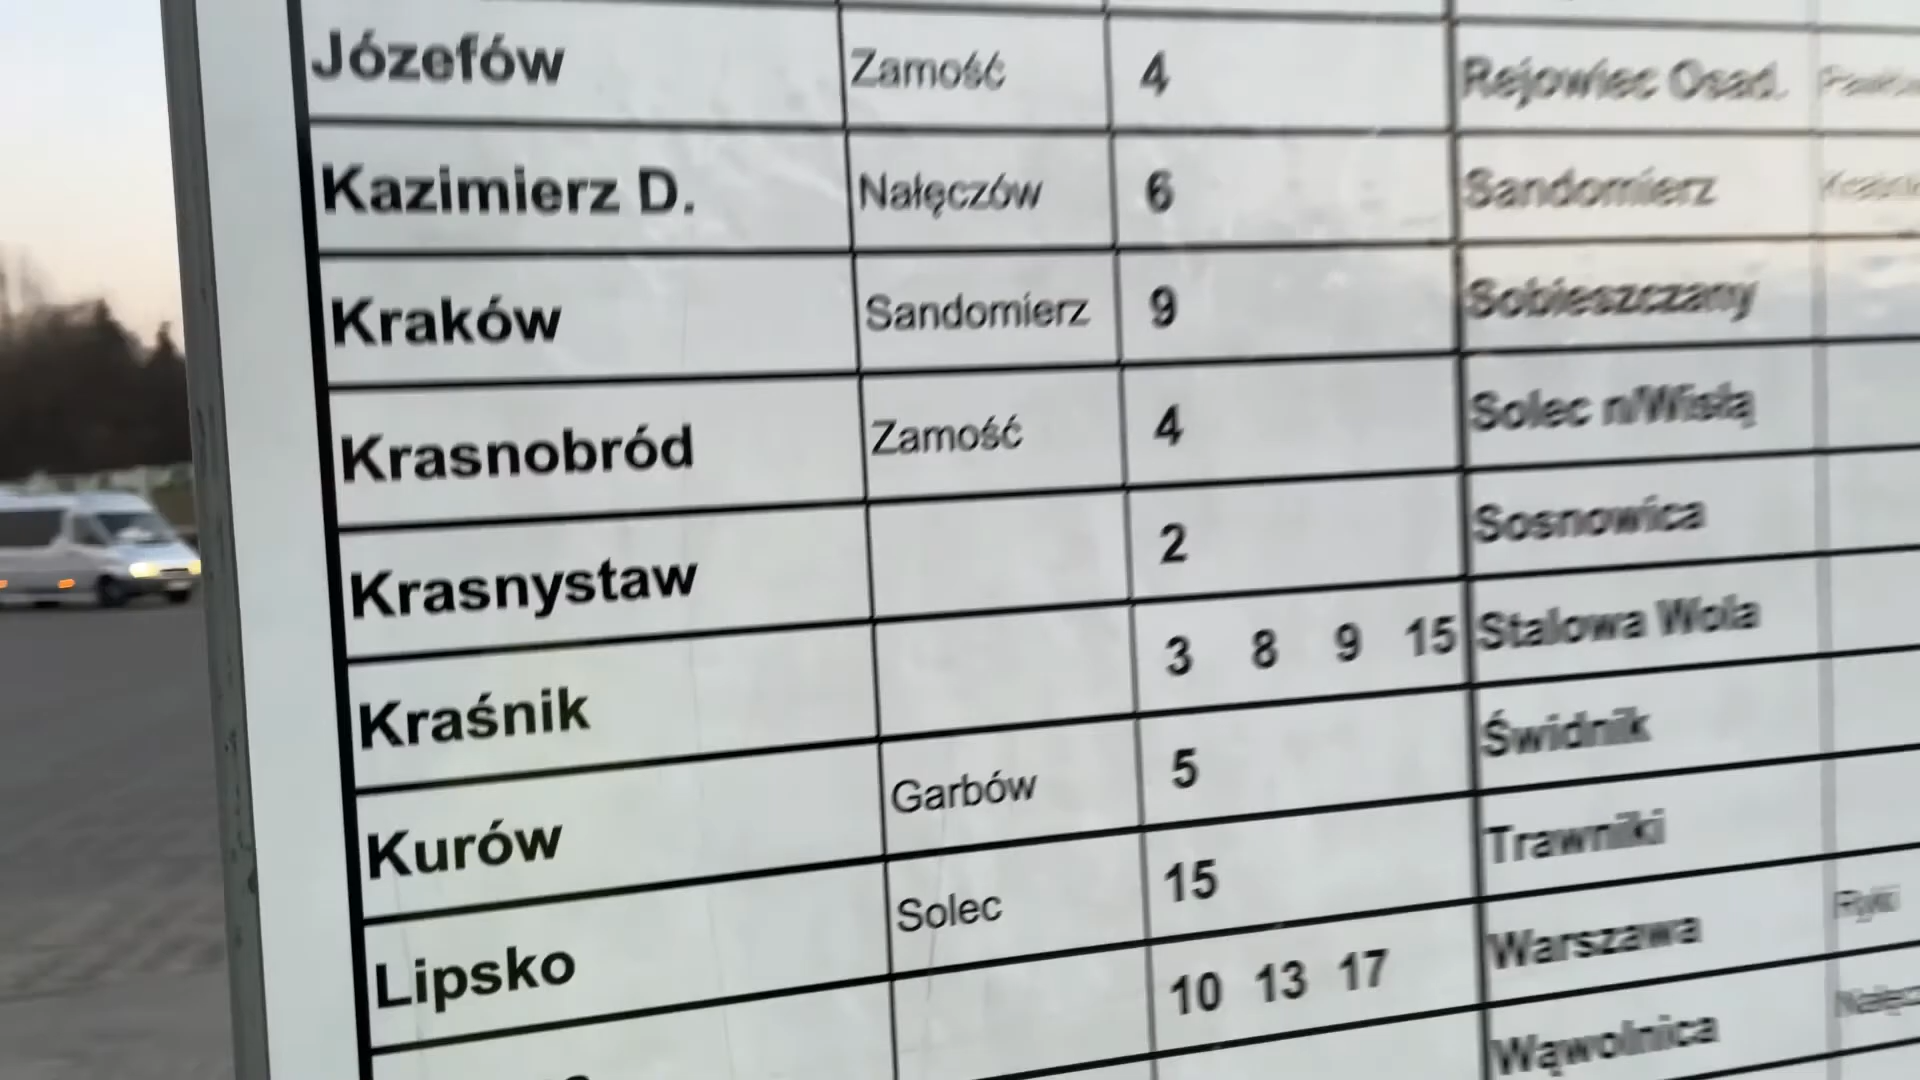 Józefów Zamość 4 Rejowiec Osad.
Kazimierz D. Nałęczów 6 Sandomierz
Kraków Sandomierz 9 Sobieszczany
Krasnobród Zamość 4 Solec n/Wisłą
Krasnystaw 2 Sosnowica
Kraśnik 3 8 9 15 Stalowa Wola
Kurów Garbów 5 Świdnik
Lipsko Solec 15 Trawniki
10 13 17 Warszawa Ryki
Wąwolnica